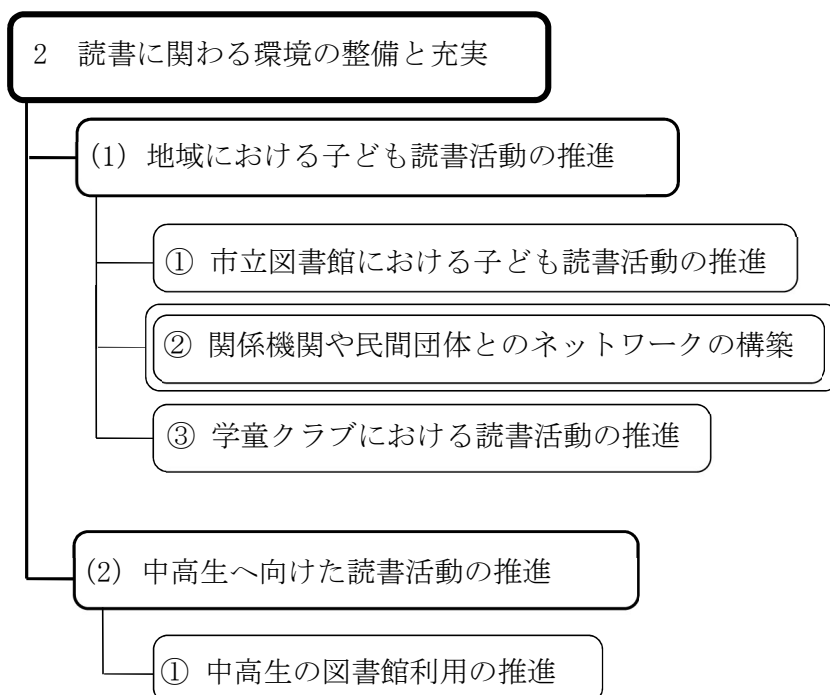 2 読書に関わる環境の整備と充実
(1) 地域における子ども読書活動の推進
① 市立図書館における子ども読書活動の推進
② 関係機関や民間団体とのネットワークの構築
③ 学童クラブにおける読書活動の推進
(2) 中高生へ向けた読書活動の推進
① 中高生の図書館利用の推進